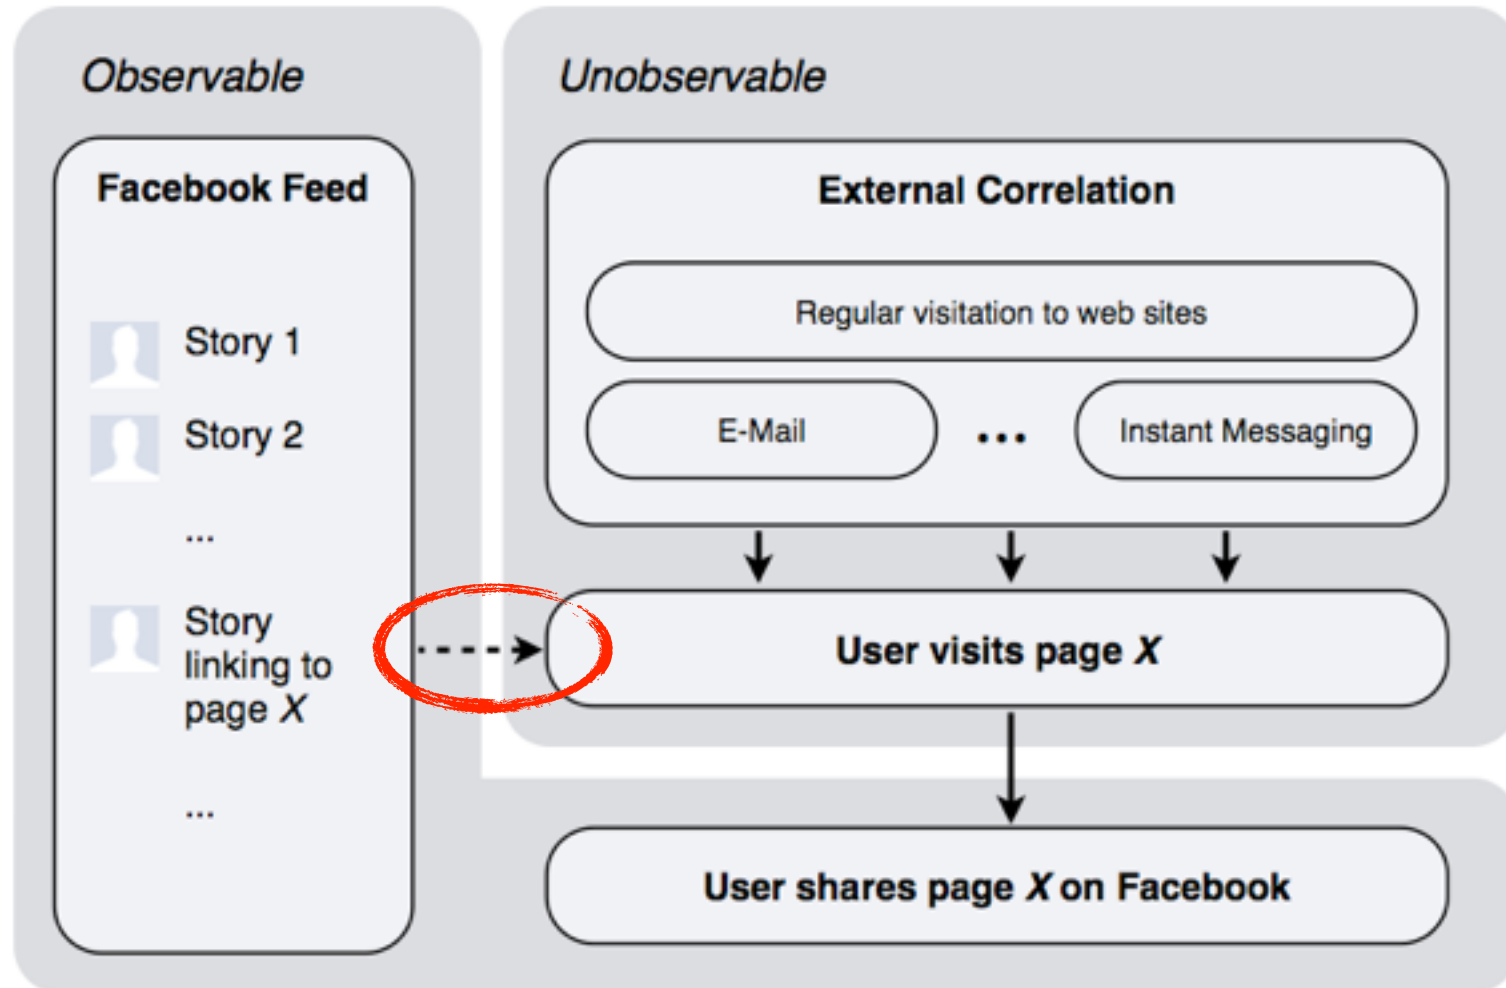 Observable
Facebook Feed
Story 1
Story 2
...
Story
linking to
page X
...
Unobservable
External Correlation
Regular visitation to web sites
E-Mail
...
Instant Messaging
User visits page X
User shares page X on Facebook